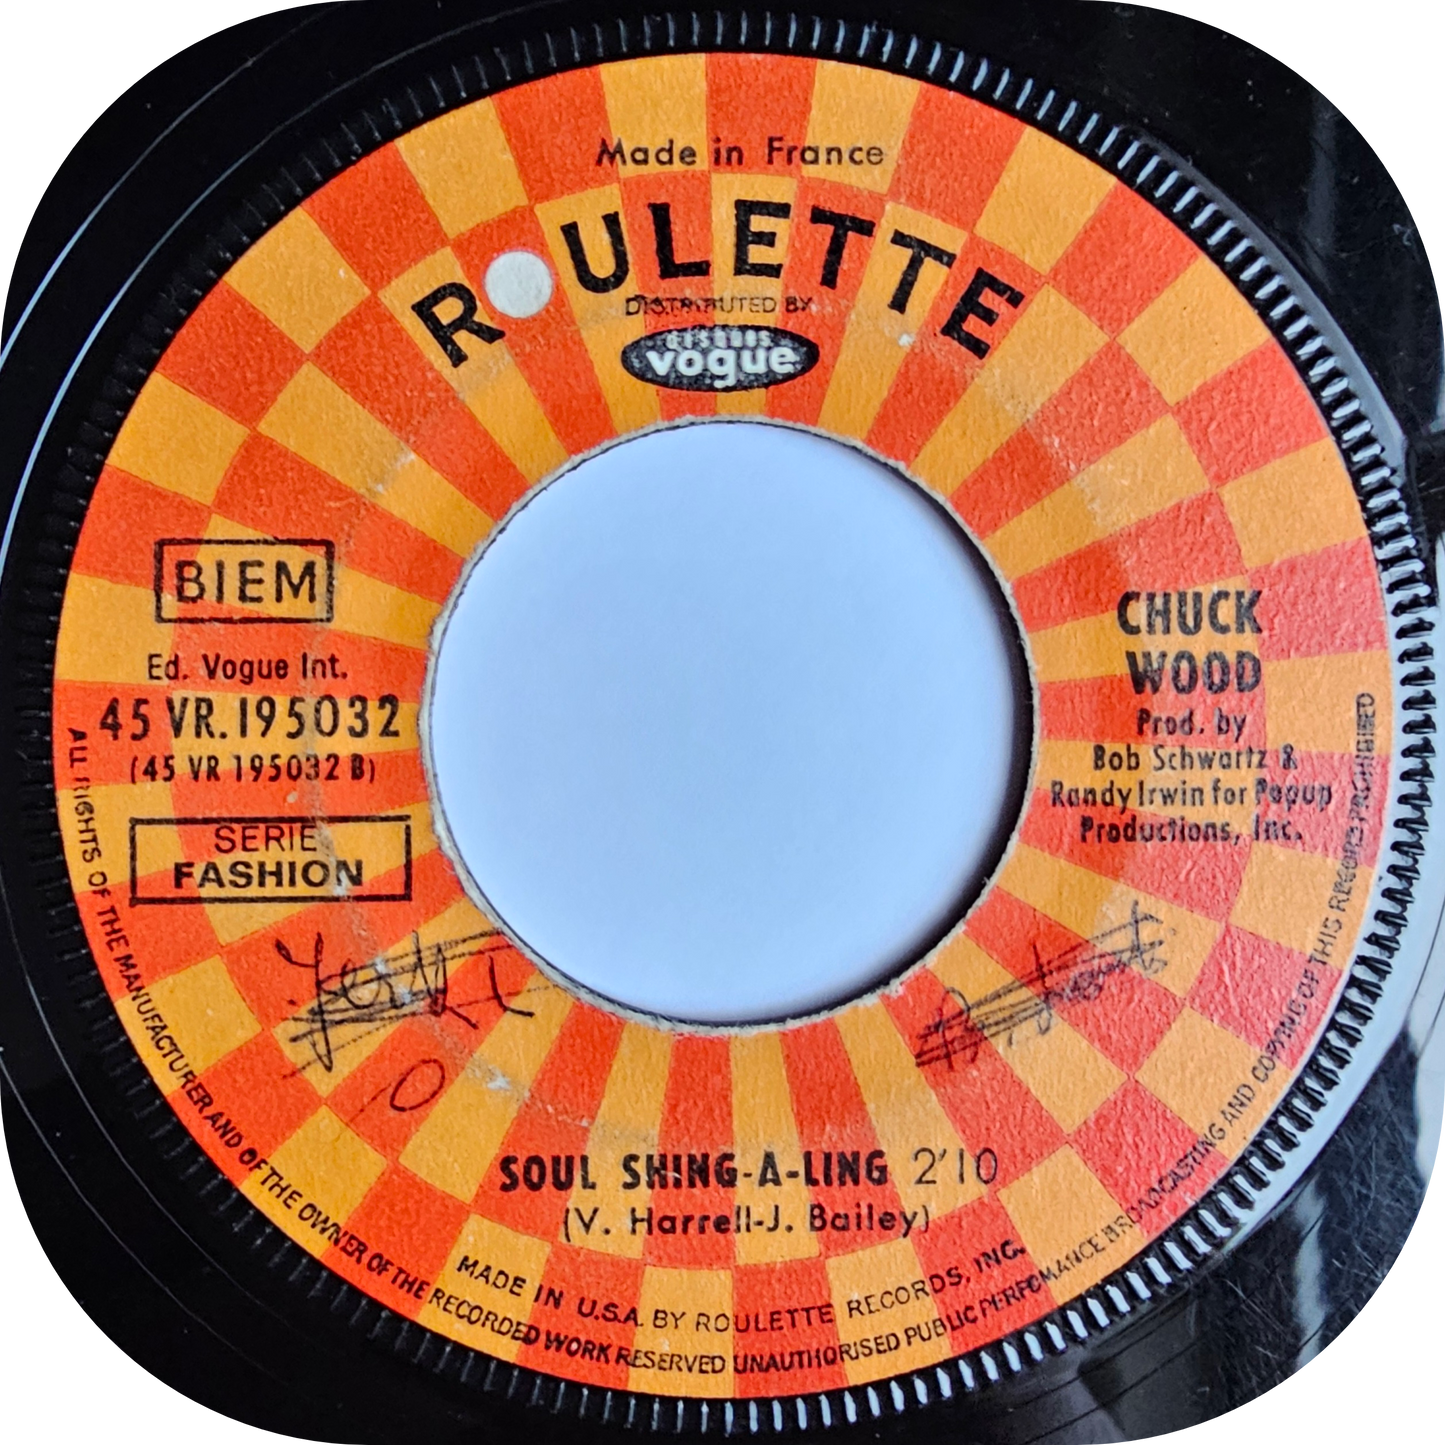 Made in France
ROULETTE
DISTRIBUTED BY
DISQUES
vogue
BIEM
Ed. Vogue Int.
45 VR.195032
(45 VR 195032 B)
SERIE
FASHION
CHUCK
WOOD
Prod. by
Bob Schwartz &
Randy Irwin for Popup
Productions, Inc.
SOUL SHING-A-LING 2'10
(V. Harrell-J. Bailey)
MADE IN U.S.A. BY ROULETTE RECORDS, INC.
ALL RIGHTS OF THE MANUFACTURER AND OF THE OWNER OF THE RECORDED WORK RESERVED UNAUTHORISED PUBLIC PERFORMANCE BROADCASTING AND COPYING OF THIS RECORD PROHIBITED